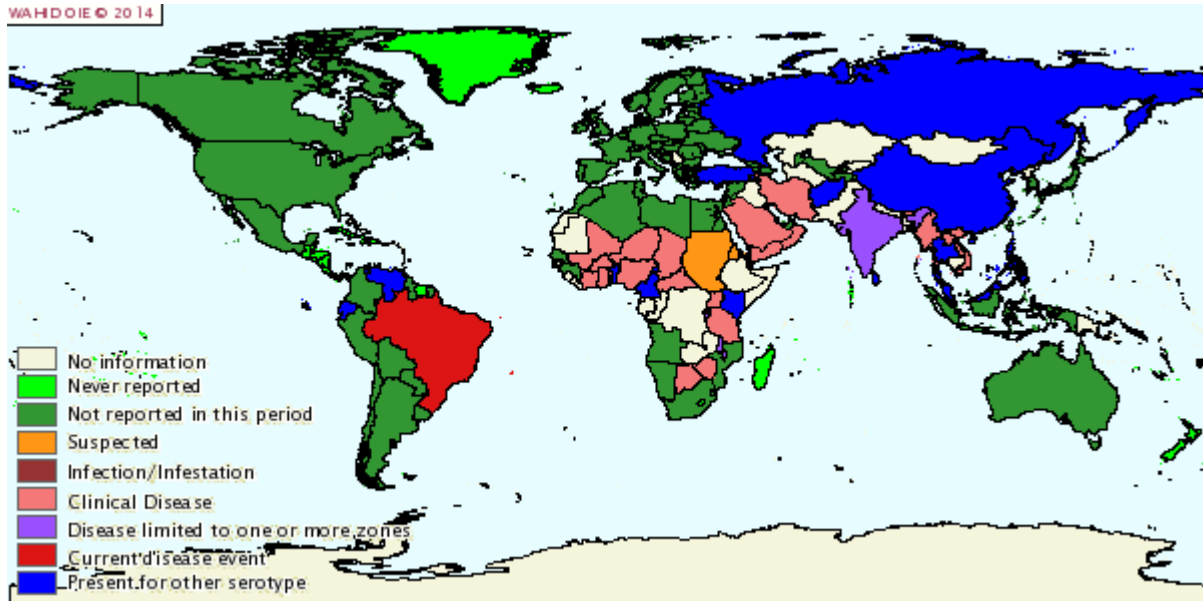 WAHIDOIE © 2014
No information
Never reported
Not reported in this period
Suspected
Infection/Infestation
Clinical Disease
Disease limited to one or more zones
Current disease event
Present for other serotype